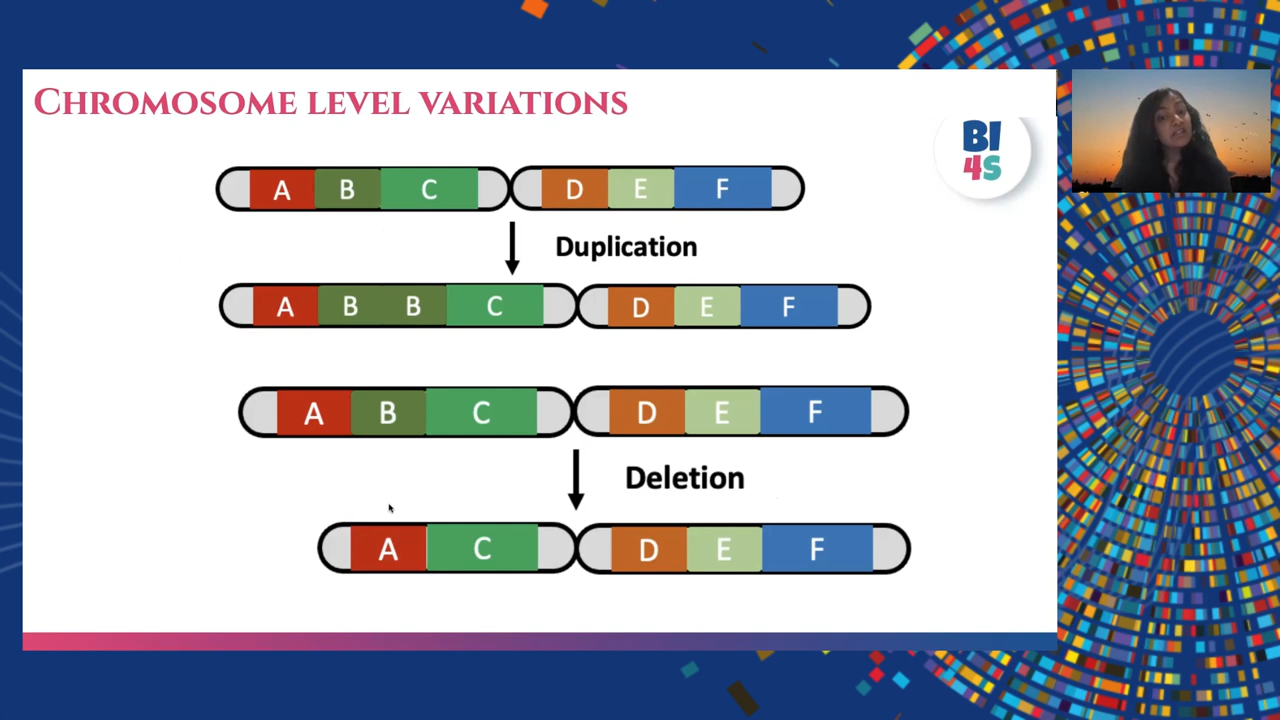 CHROMOSOME LEVEL VARIATIONS
BI
4S
A B C D E F
Duplication
A B B C D E F
A B C D E F
Deletion
A C D E F